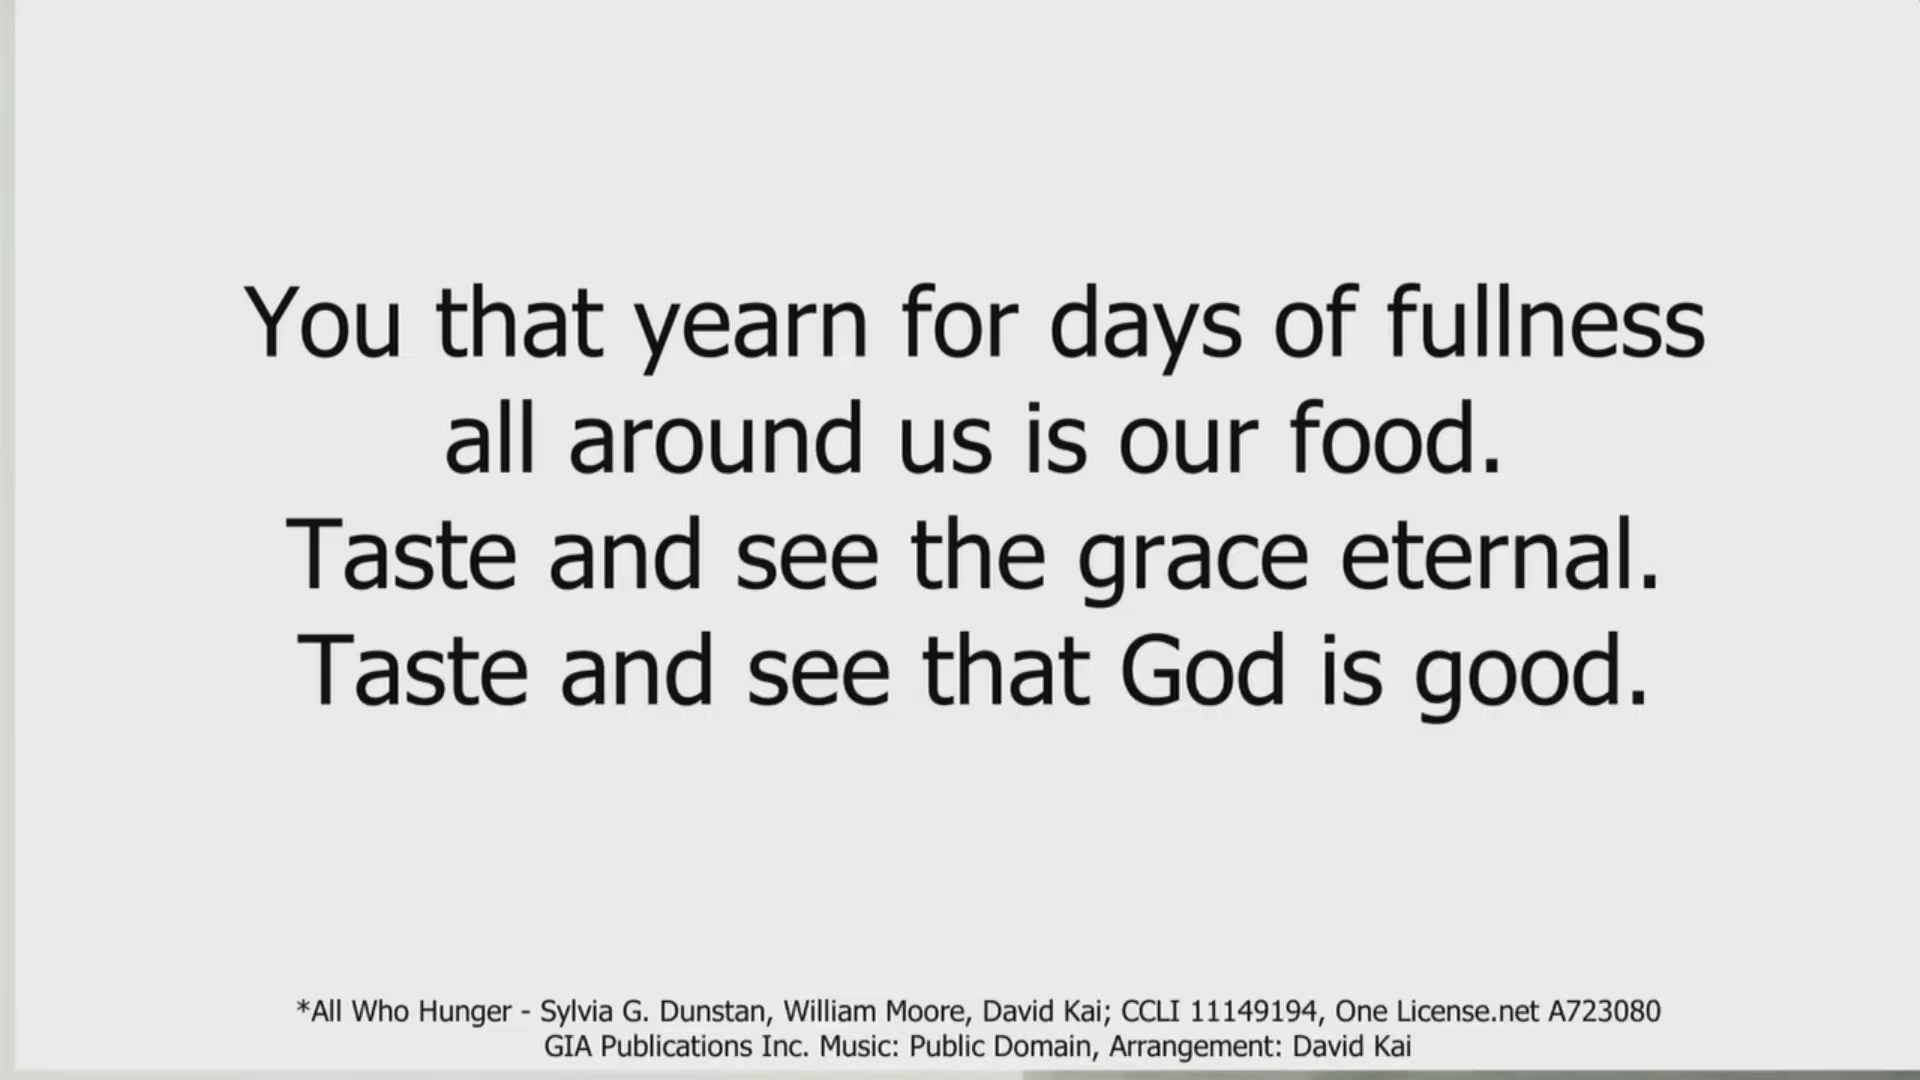 You that yearn for days of fullness
all around us is our food.
Taste and see the grace eternal.
Taste and see that God is good.
*All Who Hunger - Sylvia G. Dunstan, William Moore, David Kai; CCLI 11149194, One License.net A723080
GIA Publications Inc. Music: Public Domain, Arrangement: David Kai